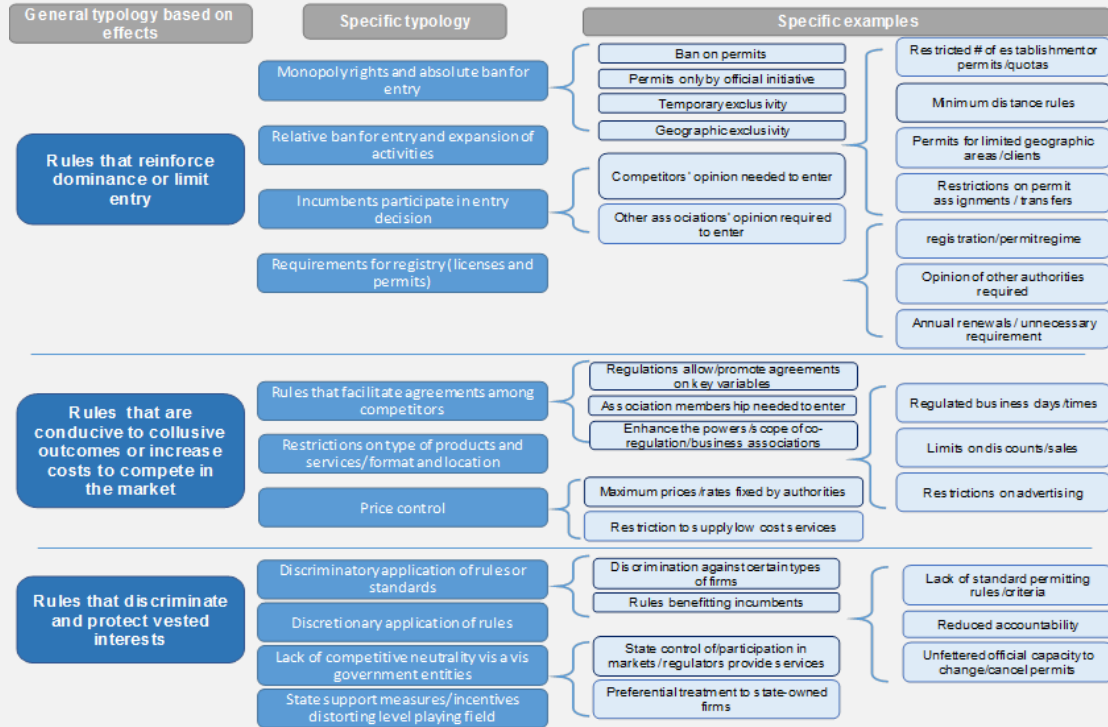 General typology based on
effects
Specific typology
Specific examples
Rules that reinforce
dominance or limit
entry
Monopoly rights and absolute ban for
entry
Relative ban for entry and expansion of
activities
Incumbents participate in entry
decision
Requirements for registry (licenses and
permits)
Ban on permits
Permits only by official initiative
Temporary exclusivity
Geographic exclusivity
Competitors' opinion needed to enter
Other associations' opinion required
to enter
Restricted # of establishmentor
permits/quotas
Minimum distance rules
Permits for limited geographic
areas/clients
Restrictions on permit
assignments / transfers
registration/permit regime
Opinion of other authorities
required
Annual renewals / unnecessary
requirement
Rules that are
conducive to collusive
outcomes or increase
costs to compete in
the market
Rules that facilitate agreements among
competitors
Restrictions on type of products and
services/format and location
Price control
Regulations allow/promote agreements
on key variables
Association membership needed to enter
Enhance the powers/scope of co-
regulation/business associations
Maximum prices/rates fixed by authorities
Restriction to supply low cost services
Regulated business days/times
Limits on discounts/sales
Restrictions on advertising
Rules that discriminate
and protect vested
interests
Discriminatory application of rules or
standards
Discretionary application of rules
Lack of competitive neutrality vis a vis
government entities
State support measures/incentives
distorting level playing field
Discrimination against certain types
of firms
Rules benefitting incumbents
State control of/participation in
markets/regulators provide services
Preferential treatment to state-owned
firms
Lack of standard permitting
rules/criteria
Reduced accountability
Unfettered official capacity to
change/cancel permits